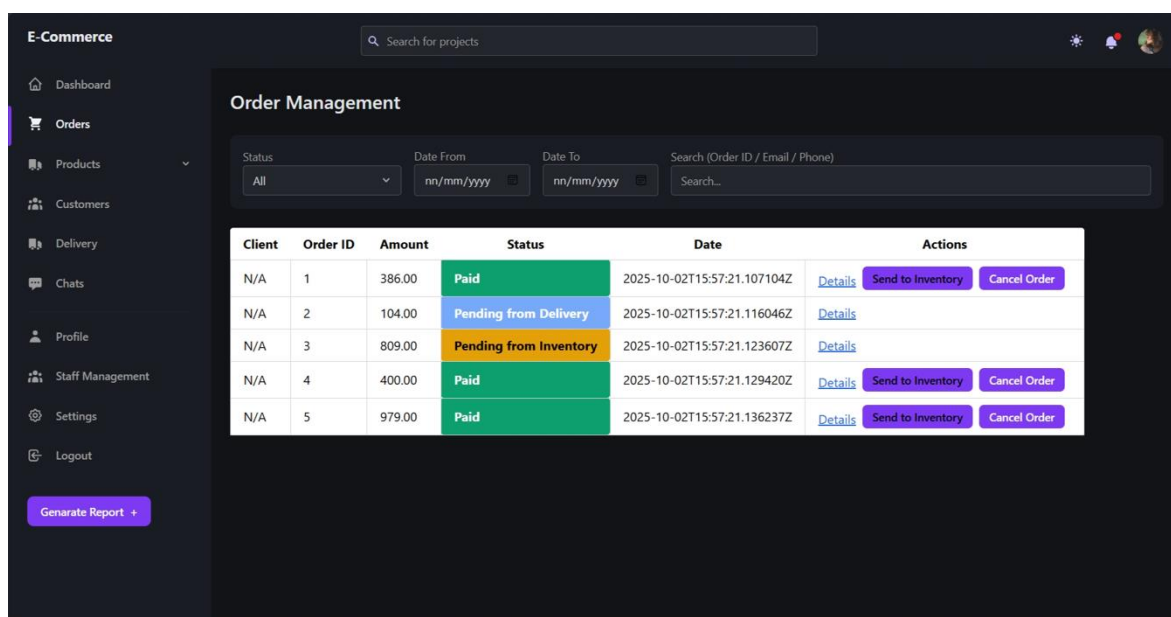 E-Commerce
Search for projects
Dashboard
Orders
Products
Customers
Delivery
Chats
Profile
Staff Management
Settings
Logout
Genarate Report +
Order Management
Status Date From Date To Search (Order ID / Email / Phone)
All nn/mm/yyyy nn/mm/yyyy Search...
Client Order ID Amount Status Date Actions
N/A 1 386.00 Paid 2025-10-02T15:57:21.107104Z Details Send to Inventory Cancel Order
N/A 2 104.00 Pending from Delivery 2025-10-02T15:57:21.116046Z Details
N/A 3 809.00 Pending from Inventory 2025-10-02T15:57:21.123607Z Details
N/A 4 400.00 Paid 2025-10-02T15:57:21.129420Z Details Send to Inventory Cancel Order
N/A 5 979.00 Paid 2025-10-02T15:57:21.136237Z Details Send to Inventory Cancel Order